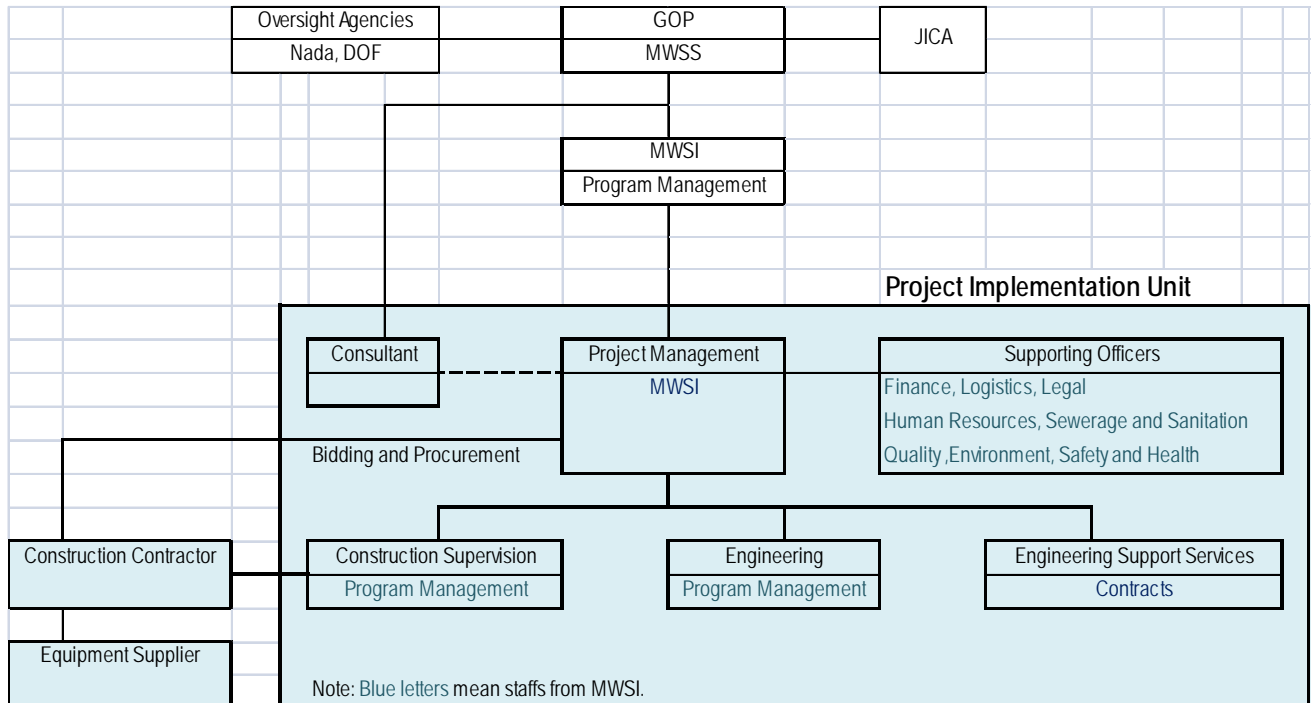 Oversight Agencies
Nada, DOF
GOP
MWSS
JICA
MWSI
Program Management
Project Implementation Unit
Consultant
Project Management
MWSI
Supporting Officers
Finance, Logistics, Legal
Human Resources, Sewerage and Sanitation
Quality ,Environment, Safety and Health
Bidding and Procurement
Construction Contractor
Construction Supervision
Program Management
Engineering
Program Management
Engineering Support Services
Contracts
Equipment Supplier
Note: Blue letters mean staffs from MWSI.